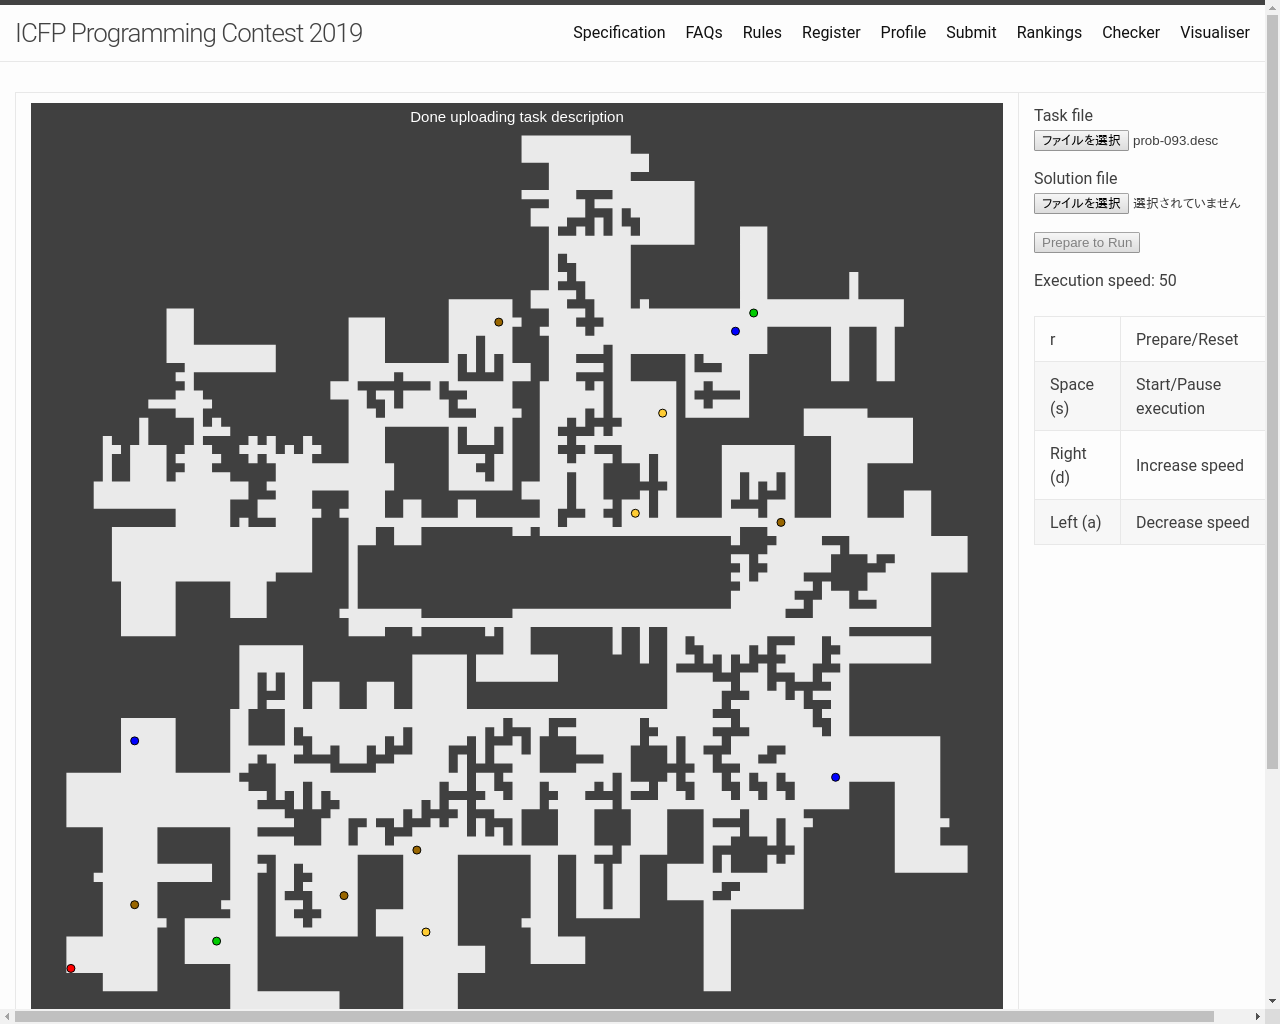 ICFP Programming Contest 2019
Specification FAQs Rules Register Profile Submit Rankings Checker Visualiser
Done uploading task description
Task file
ファイルを選択 prob-093.desc
Solution file
ファイルを選択 選択されていません
Prepare to Run
Execution speed: 50
r Prepare/Reset
Space (s) Start/Pause execution
Right (d) Increase speed
Left (a) Decrease speed